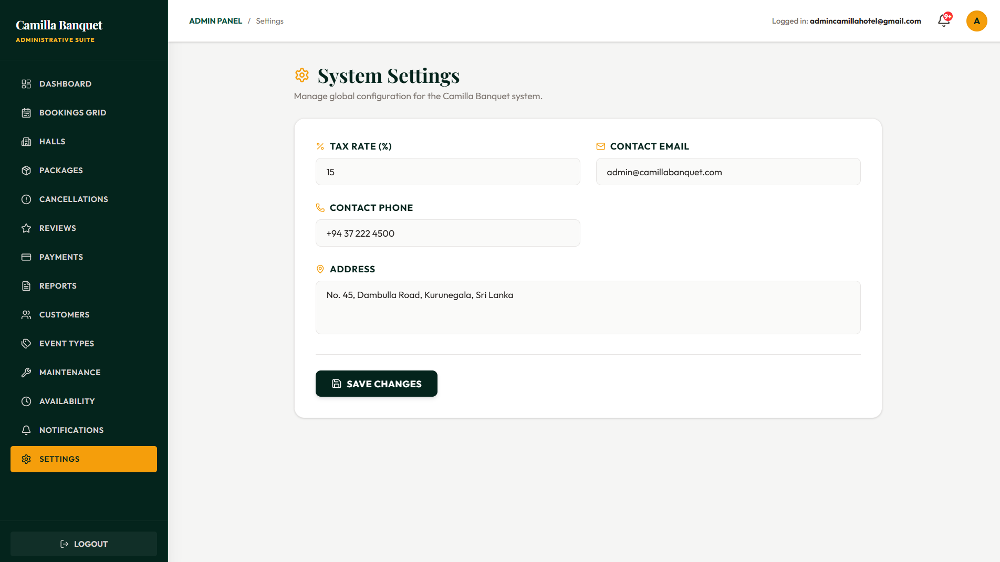 Camilla Banquet
ADMINISTRATIVE SUITE
DASHBOARD
BOOKINGS GRID
HALLS
PACKAGES
CANCELLATIONS
REVIEWS
PAYMENTS
REPORTS
CUSTOMERS
EVENT TYPES
MAINTENANCE
AVAILABILITY
NOTIFICATIONS
SETTINGS
LOGOUT
ADMIN PANEL / Settings
Logged in: admincamillahotel@gmail.com
9+
A
System Settings
Manage global configuration for the Camilla Banquet system.
TAX RATE (%)
15
CONTACT EMAIL
admin@camillabanquet.com
CONTACT PHONE
+94 37 222 4500
ADDRESS
No. 45, Dambulla Road, Kurunegala, Sri Lanka
SAVE CHANGES